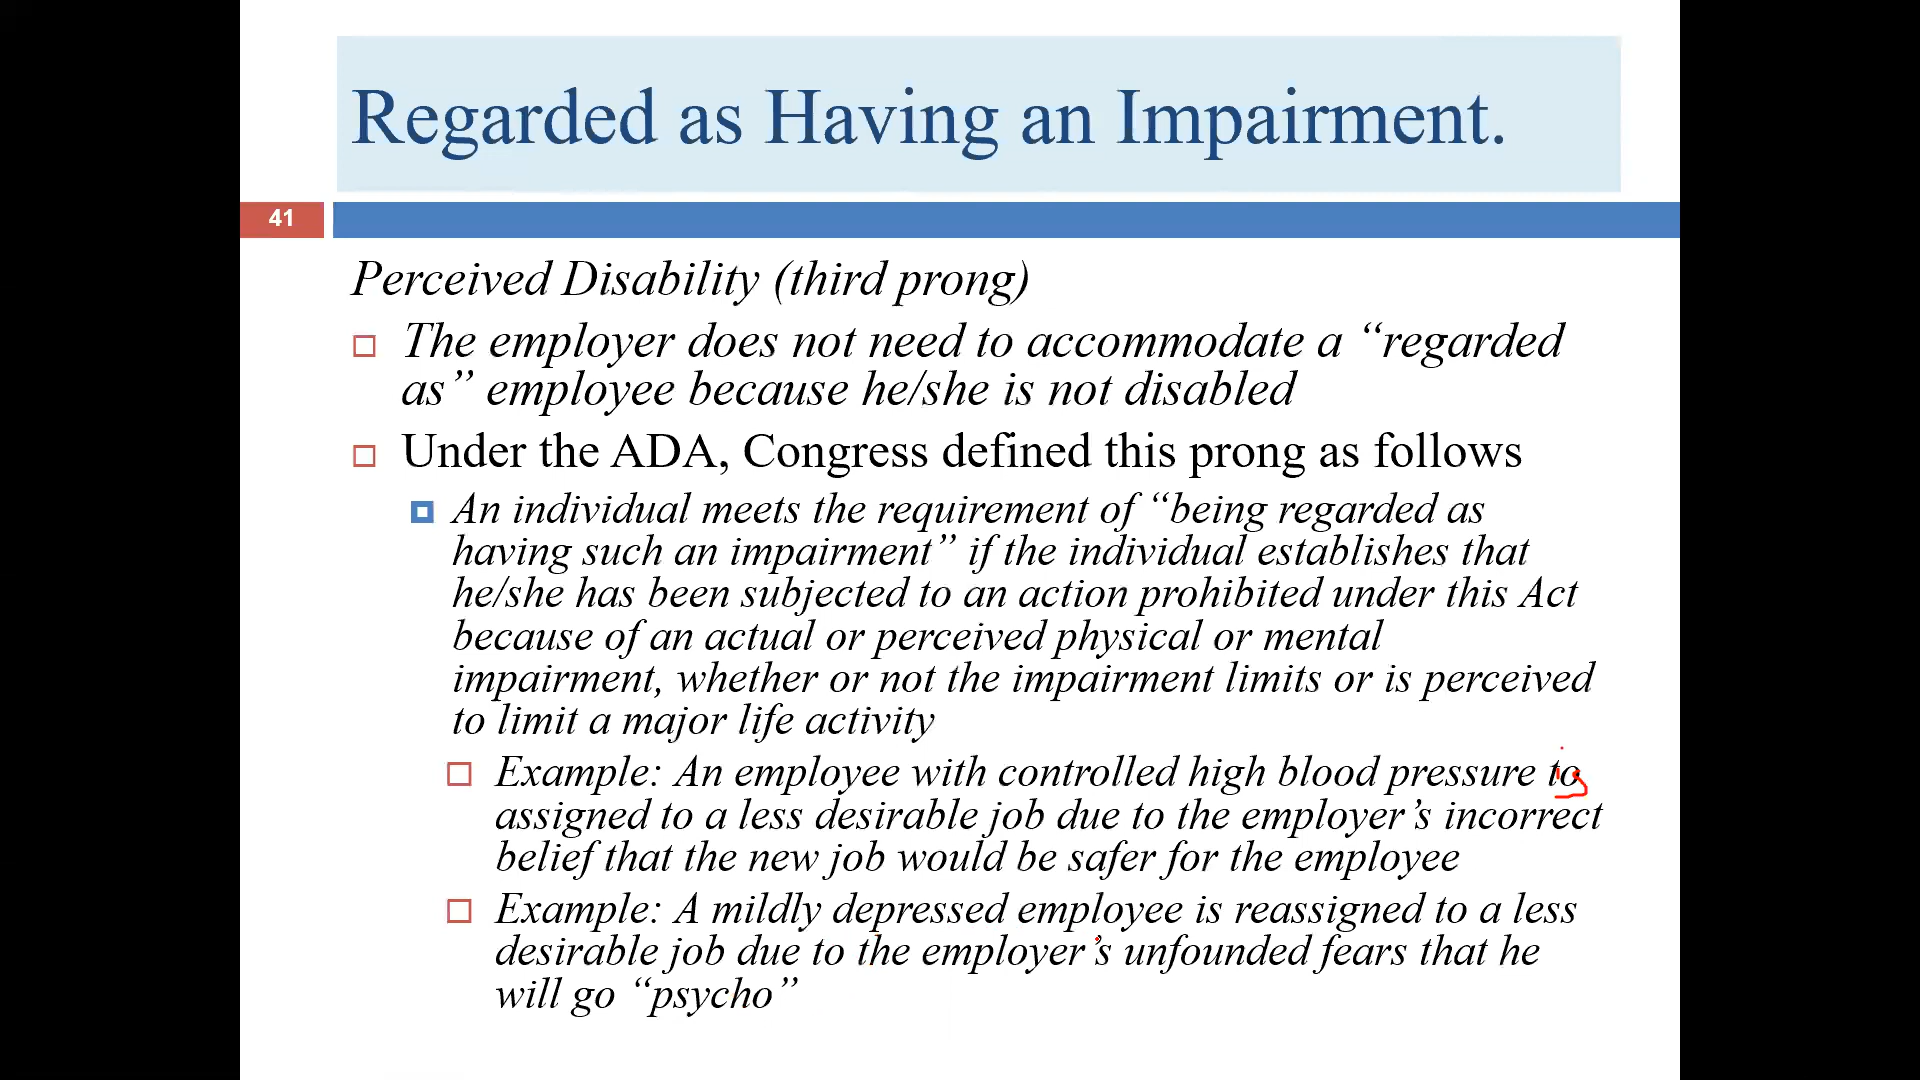 Regarded as Having an Impairment.
41
Perceived Disability (third prong)
The employer does not need to accommodate a “regarded
as” employee because he/she is not disabled
Under the ADA, Congress defined this prong as follows
An individual meets the requirement of “being regarded as
having such an impairment” if the individual establishes that
he/she has been subjected to an action prohibited under this Act
because of an actual or perceived physical or mental
impairment, whether or not the impairment limits or is perceived
to limit a major life activity
Example: An employee with controlled high blood pressure to is
assigned to a less desirable job due to the employer’s incorrect
belief that the new job would be safer for the employee
Example: A mildly depressed employee is reassigned to a less
desirable job due to the employer’s unfounded fears that he
will go “psycho”